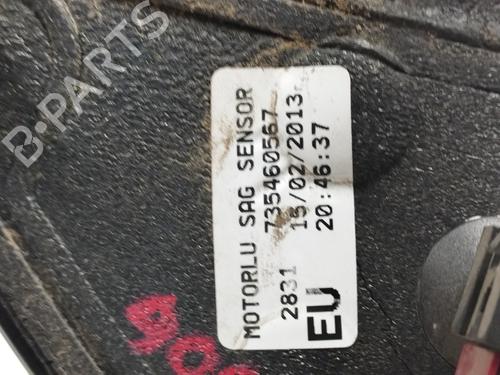 B-PARTS
MOTORLU SAG SENSOR
735460567
2831 15/02/2013
EU 20:46:37